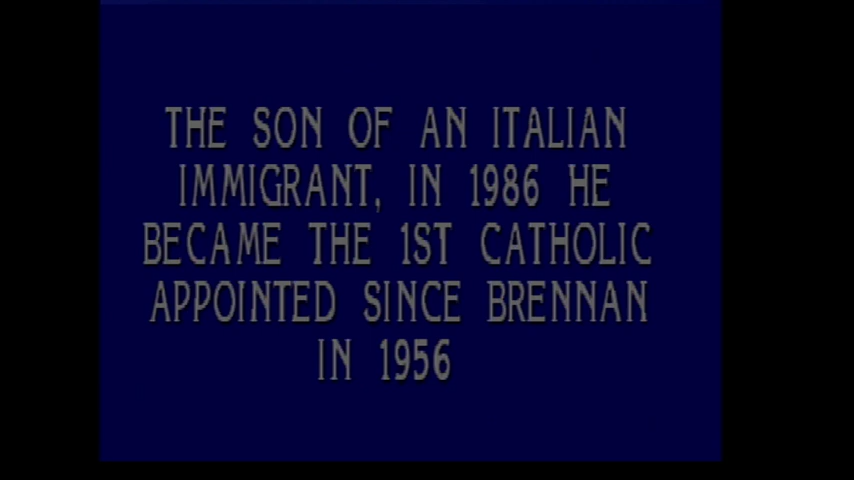 THE SON OF AN ITALIAN
IMMIGRANT, IN 1986 HE
BECAME THE 1ST CATHOLIC
APPOINTED SINCE BRENNAN
IN 1956